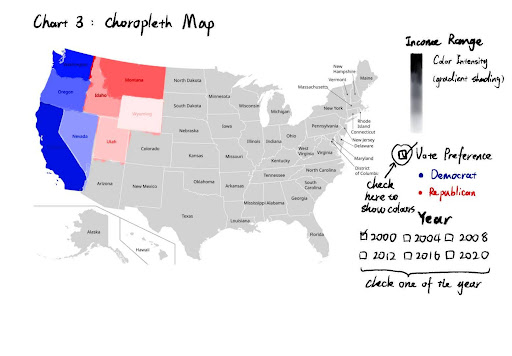 Chart 3 : Choropleth Map
Income Range
Color Intensity
(gradient shading)
Vote Preference
Democrat
Republican
check
here to
show colours
Year
2000 2004 2008
2012 2016 2020
check one of the year
Oregon
Idaho
Montana
Wyoming
Nevada
Utah
Arizona
Colorado
New Mexico
North Dakota
South Dakota
Nebraska
Kansas
Oklahoma
Texas
Minnesota
Iowa
Missouri
Arkansas
Louisiana
Wisconsin
Illinois
Michigan
Indiana
Ohio
Kentucky
Tennessee
Mississippi
Alabama
Georgia
Florida
South
Carolina
North Carolina
Virginia
West
Virginia
Pennsylvania
New York
Maine
New
Hampshire
Vermont
Massachusetts
Rhode
Island
Connecticut
New Jersey
Delaware
Maryland
District
of Columbi
Alaska
Hawaii